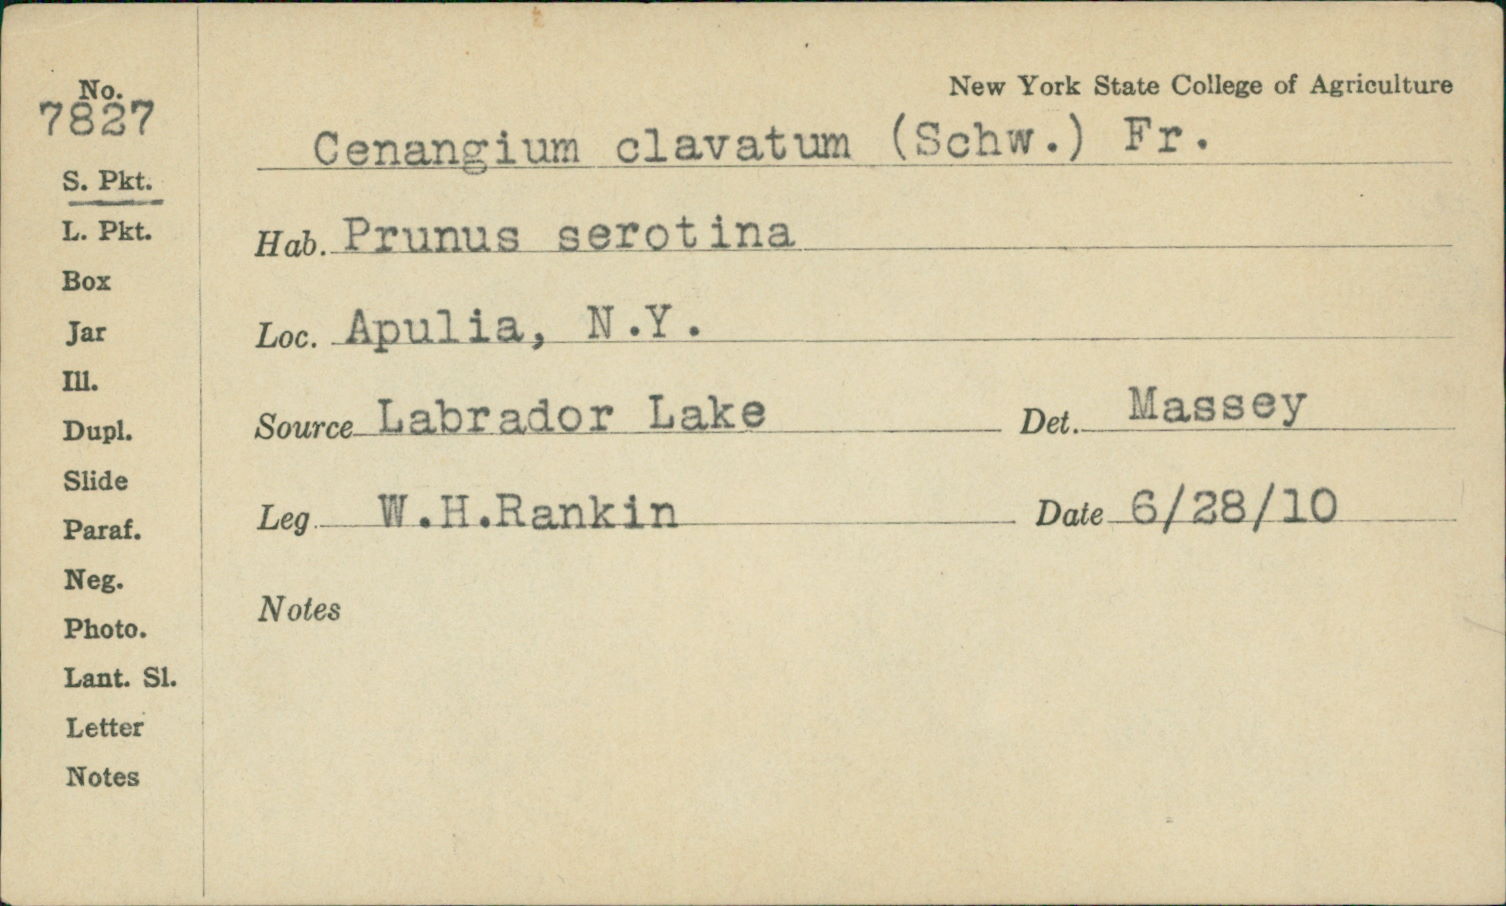 No.
7827
S. Pkt.
L. Pkt.
Box
Jar
Ill.
Dupl.
Slide
Paraf.
Neg.
Photo.
Lant. Sl.
Letter
Notes
New York State College of Agriculture
Cenangium clavatum (Schw.) Fr.
Hab. Prunus serotina
Loc. Apulia, N.Y.
Source Labrador Lake Det. Massey
Leg W.H.Rankin Date 6/28/10
Notes